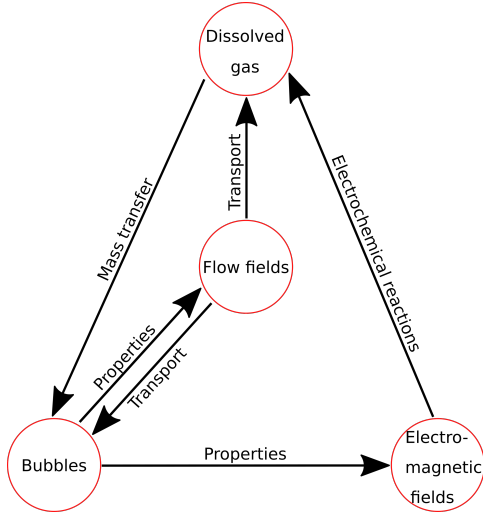 Dissolved
gas
Transport
Mass transfer
Electrochemical reactions
Flow fields
Properties
Transport
Bubbles
Properties
Electro-
magnetic
fields